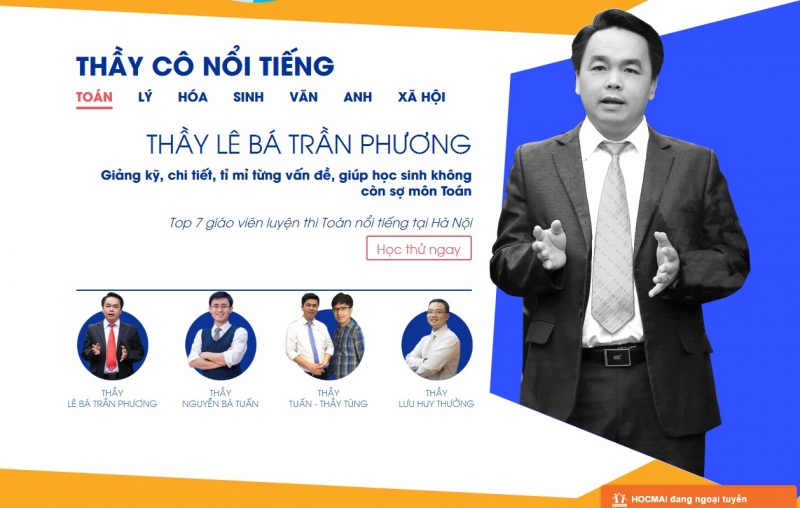 THẦY CÔ NỔI TIẾNG
TOÁN LÝ HÓA SINH VĂN ANH XÃ HỘI
THẦY LÊ BÁ TRẦN PHƯƠNG
Giảng kỹ, chi tiết, tỉ mỉ từng vấn đề, giúp học sinh không
còn sợ môn Toán
Top 7 giáo viên luyện thi Toán nổi tiếng tại Hà Nội
Học thử ngay
THẦY
LÊ BÁ TRẦN PHƯƠNG
THẦY
NGUYỄN BÁ TUẤN
THẦY
TUẤN - THẦY TÙNG
THẦY
LƯU HUY THƯỞNG
HOCMAI đang ngoại tuyến